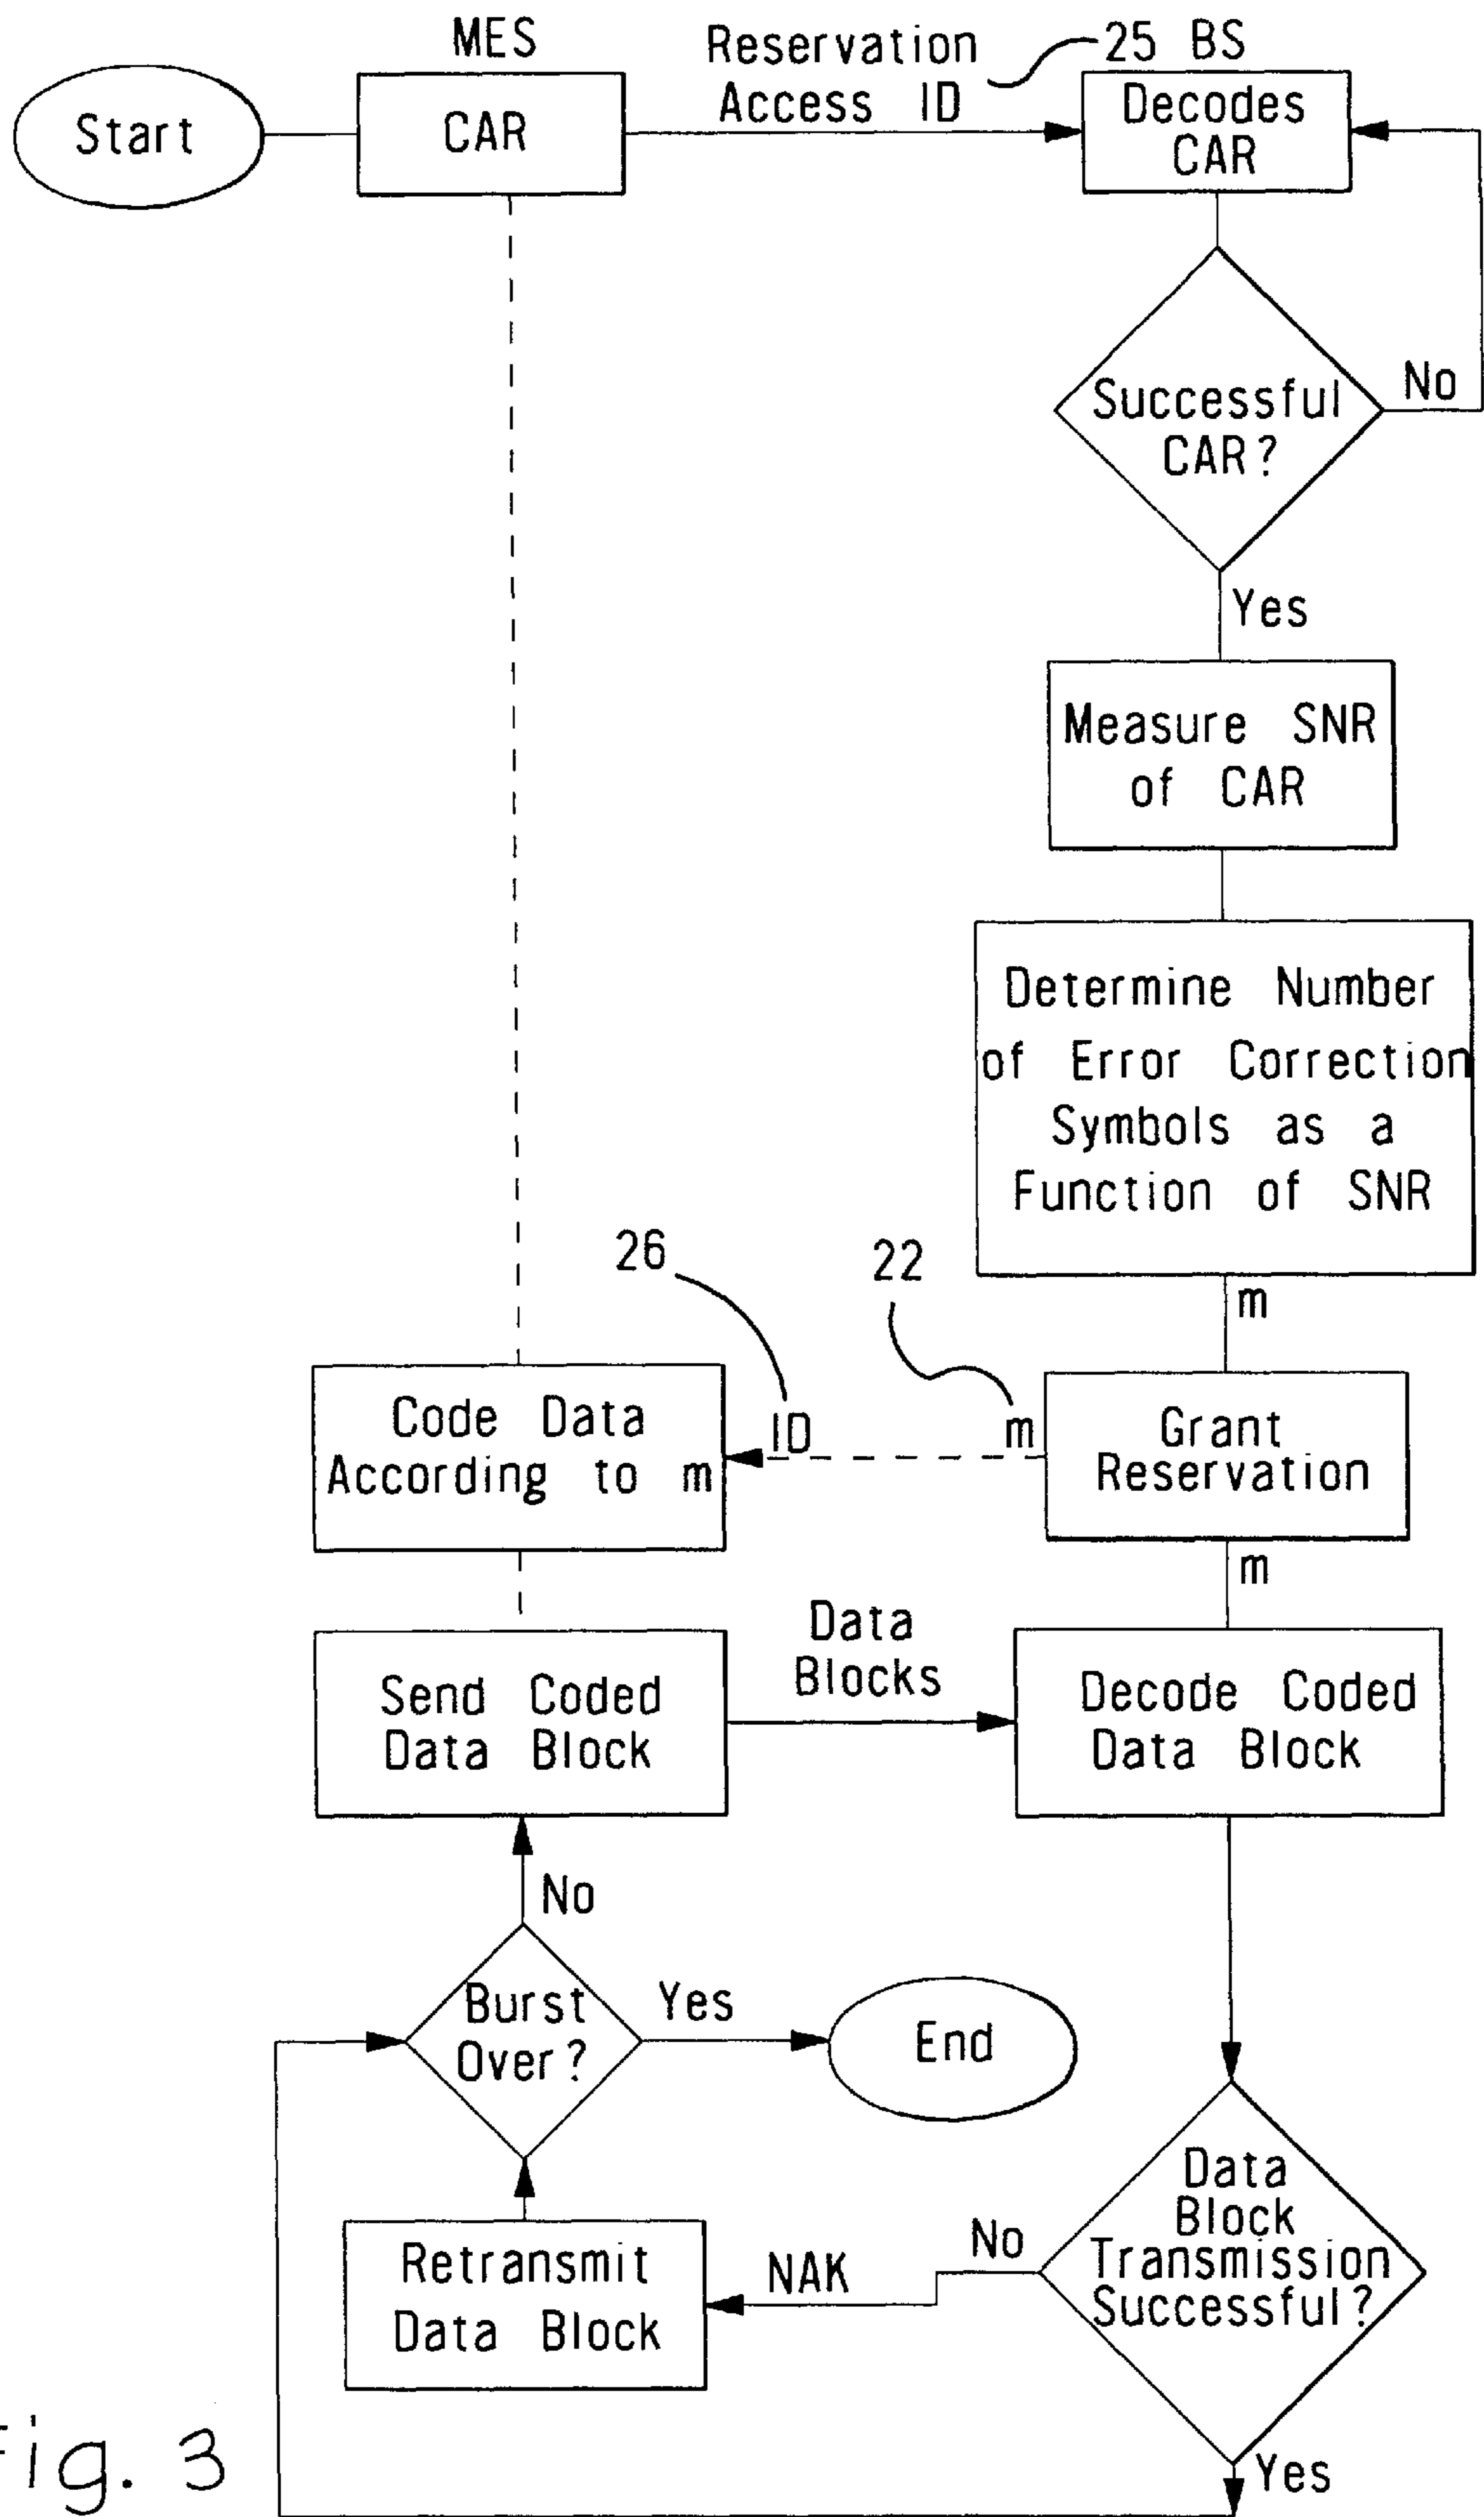 MES
Reservation
Access ID
25 BS
Start
CAR
Decodes
CAR
Successful
CAR?
No
Yes
Measure SNR
of CAR
Determine Number
of Error Correction
Symbols as a
Function of SNR
m
26
22
Code Data
According to m
ID
m
Grant
Reservation
m
Send Coded
Data Block
Data
Blocks
Decode Coded
Data Block
No
Burst
Over?
Yes
End
Data
Block
Transmission
Successful?
No
NAK
Retransmit
Data Block
Yes
Fig. 3